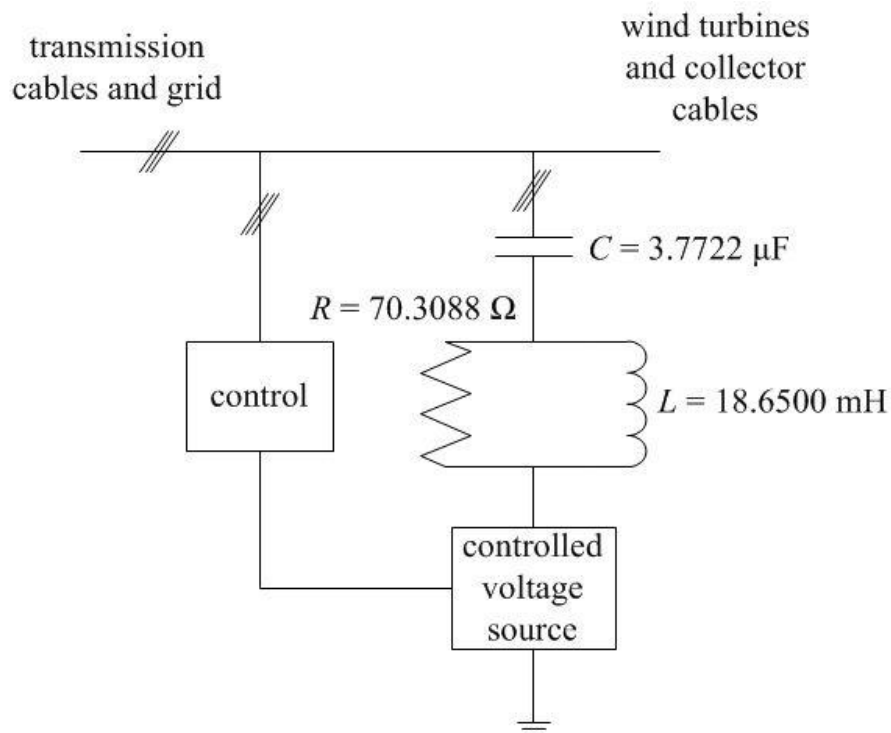 transmission
cables and grid
wind turbines
and collector
cables
C = 3.7722 μF
R = 70.3088 Ω
control
L = 18.6500 mH
controlled
voltage
source